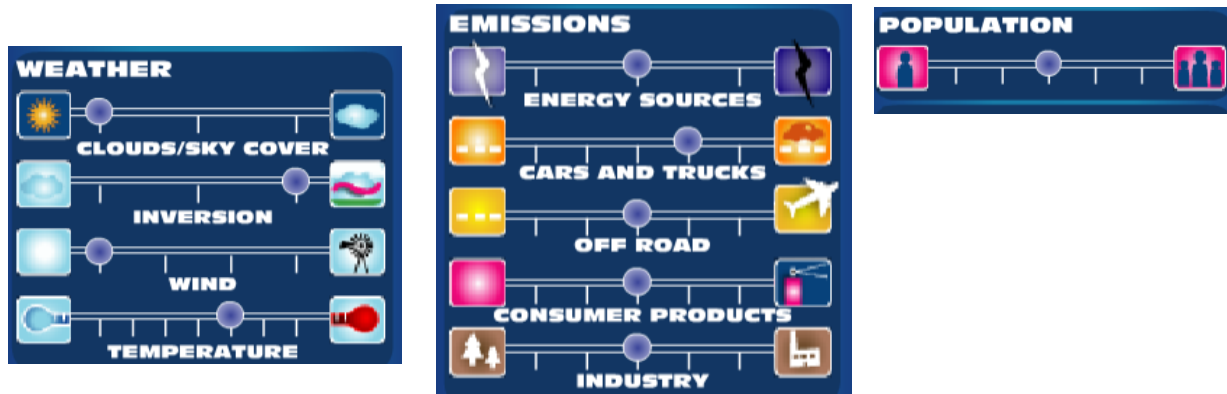 WEATHER
CLOUDS/SKY COVER
INVERSION
WIND
TEMPERATURE
EMISSIONS
ENERGY SOURCES
CARS AND TRUCKS
OFF ROAD
CONSUMER PRODUCTS
INDUSTRY
POPULATION